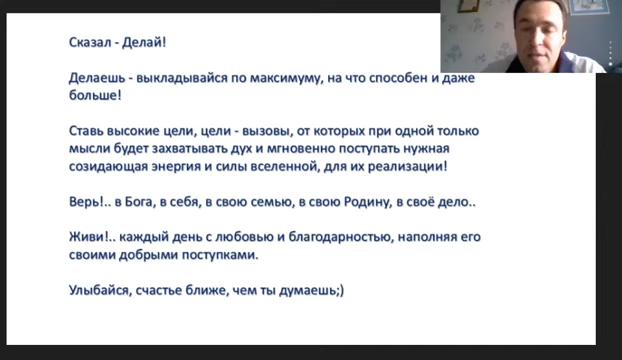 Сказал - Делай!
Делаешь - выкладывайся по максимуму, на что способен и даже
больше!
Ставь высокие цели, цели - вызовы, от которых при одной только
мысли будет захватывать дух и мгновенно поступать нужная
созидающая энергия и силы вселенной, для их реализации!
Верь!.. в Бога, в себя, в свою семью, в свою Родину, в своё дело..
Живи!.. каждый день с любовью и благодарностью, наполняя его
своими добрыми поступками.
Улыбайся, счастье ближе, чем ты думаешь;)